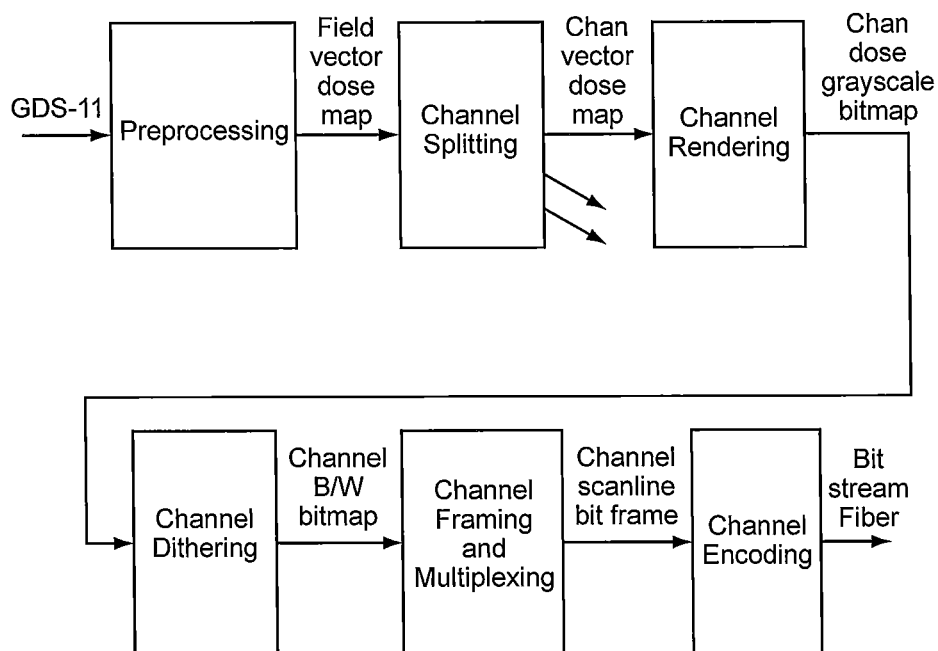 GDS-11
Preprocessing
Field
vector
dose
map
Channel
Splitting
Chan
vector
dose
map
Channel
Rendering
Chan
dose
grayscale
bitmap
Channel
Dithering
Channel
B/W
bitmap
Channel
Framing
and
Multiplexing
Channel
scanline
bit frame
Channel
Encoding
Bit
stream
Fiber